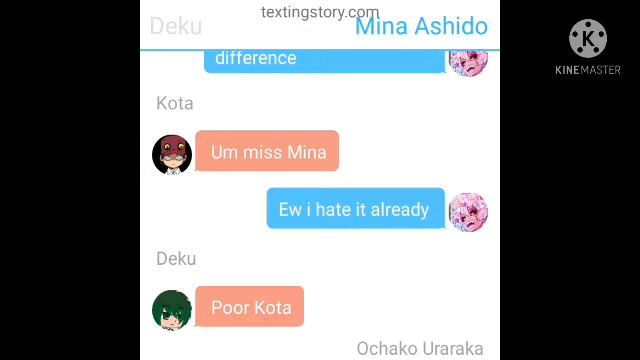 textingstory.com
Deku
Mina Ashido
K
KINEMASTER
difference
Kota
Um miss Mina
Ew i hate it already
Deku
Poor Kota
Ochako Uraraka